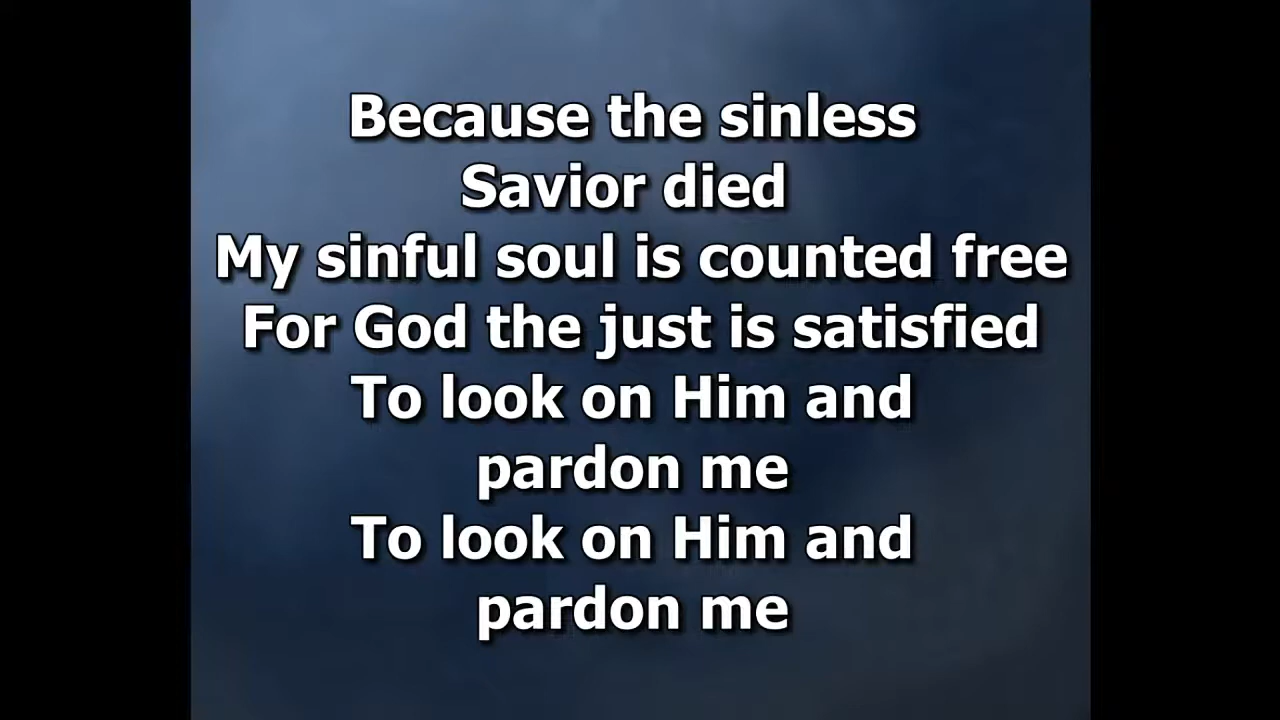 Because the sinless
Savior died
My sinful soul is counted free
For God the just is satisfied
To look on Him and
pardon me
To look on Him and
pardon me